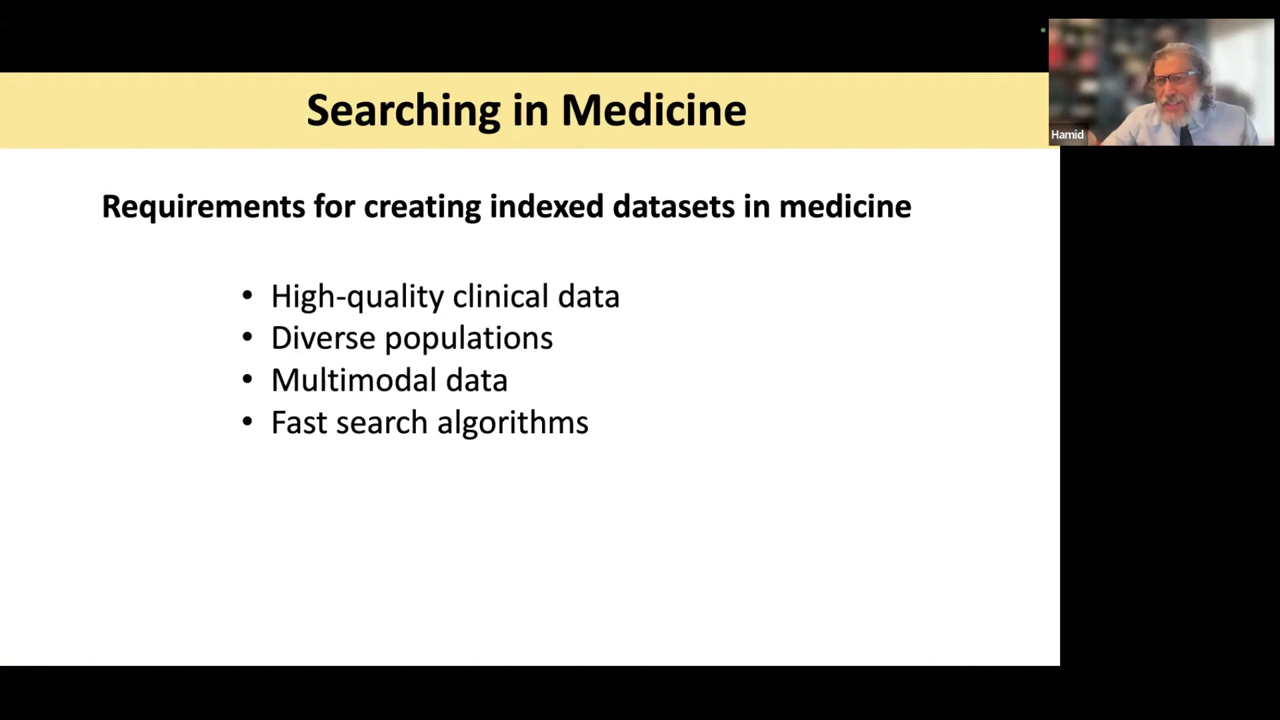 Searching in Medicine
Hamid
Requirements for creating indexed datasets in medicine
• High-quality clinical data
• Diverse populations
• Multimodal data
• Fast search algorithms